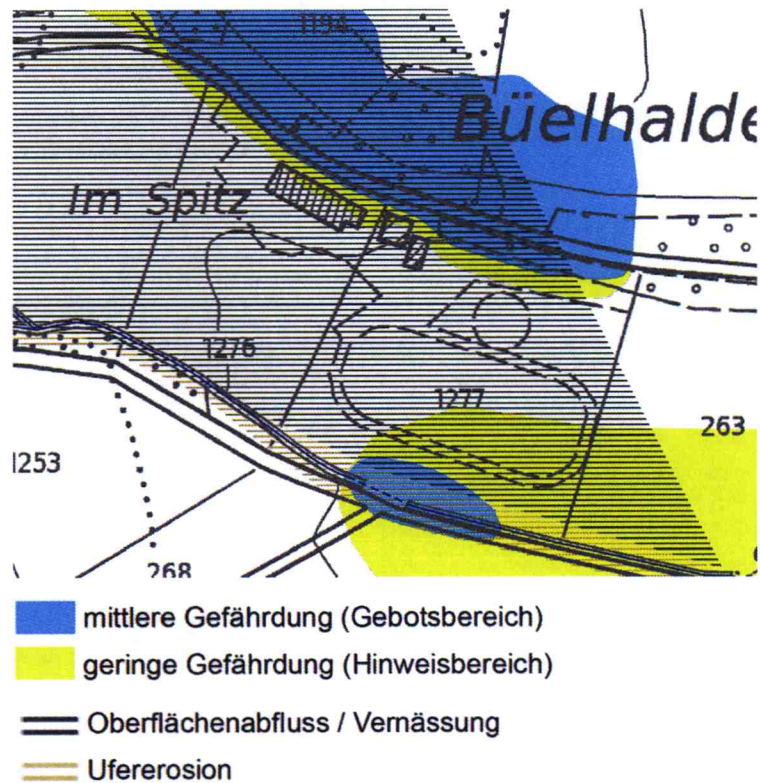 1194
Büelhalde
Im Spitz
1276
1277
263
1253
268
mittlere Gefährdung (Gebotsbereich)
geringe Gefährdung (Hinweisbereich)
Oberflächenabfluss / Vernässung
Ufererosion